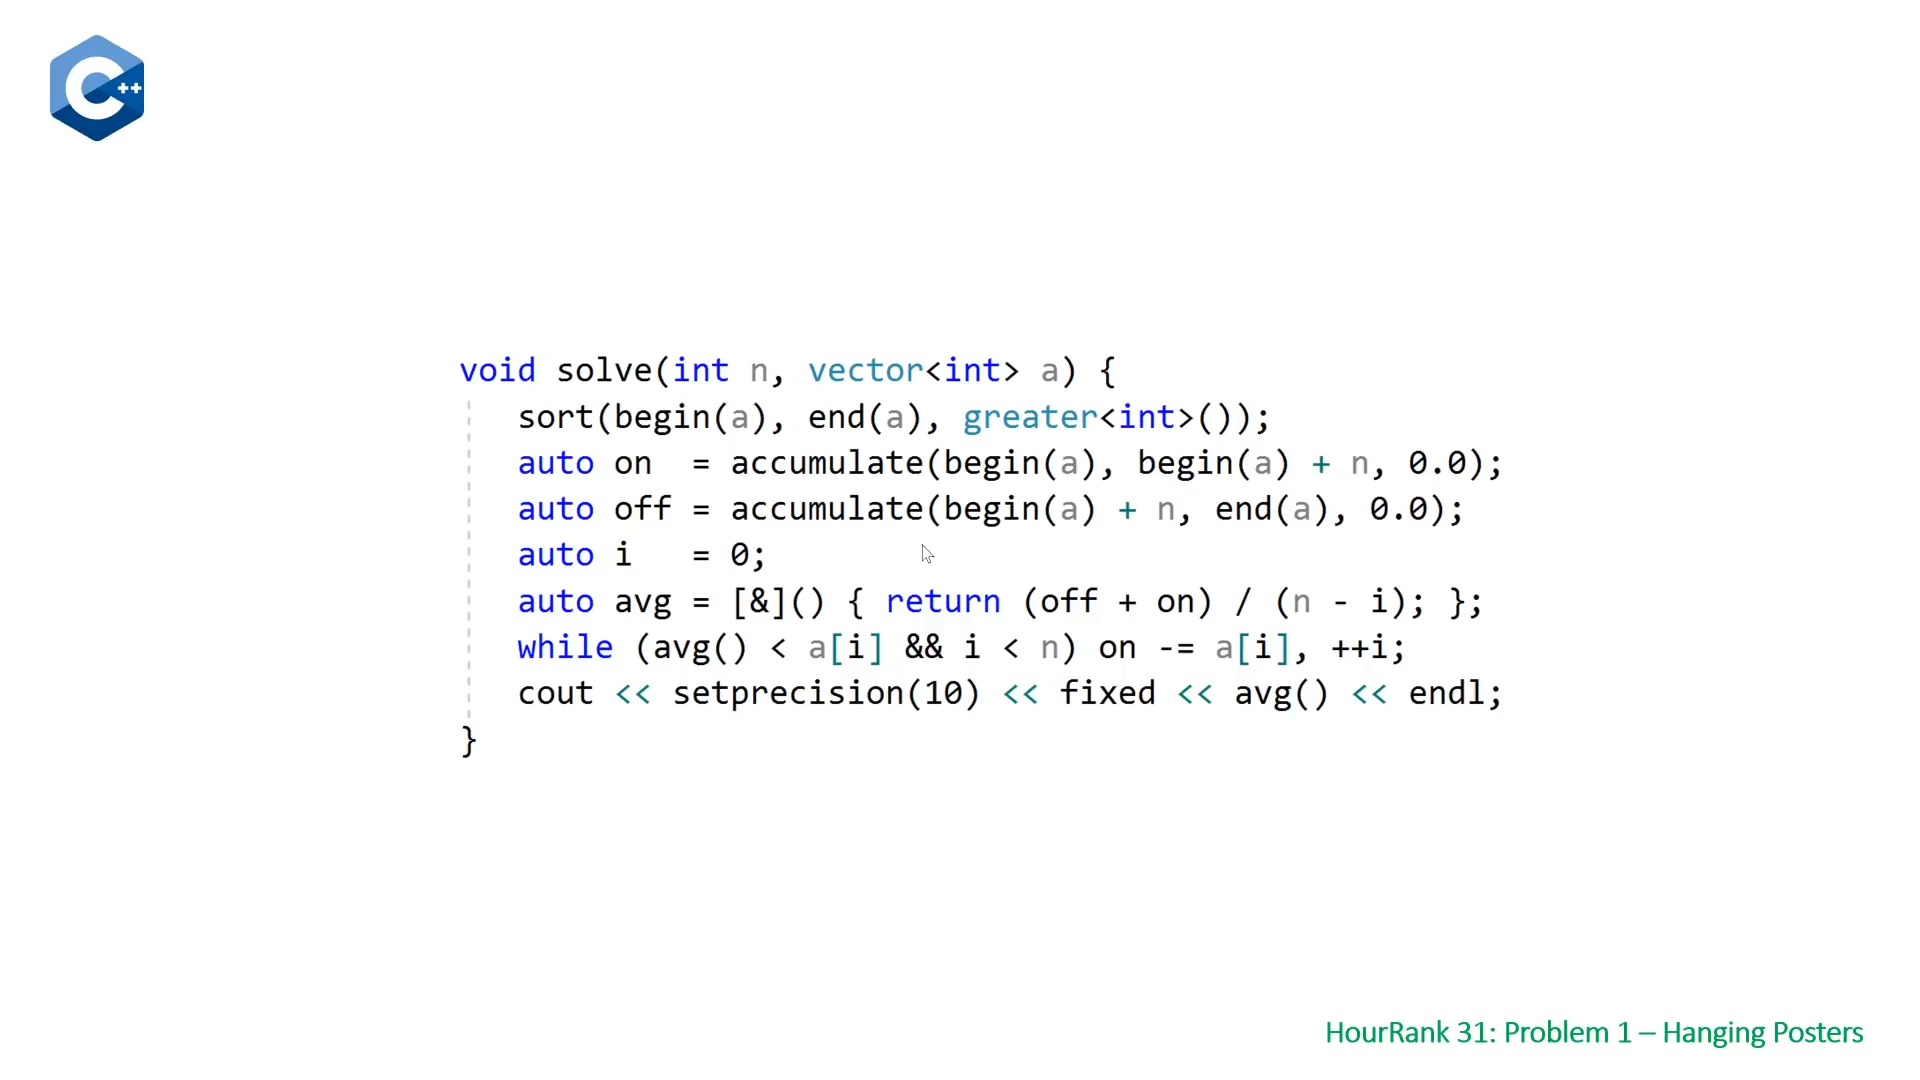 C++
void solve(int n, vector<int> a) {
sort(begin(a), end(a), greater<int>());
auto on  = accumulate(begin(a), begin(a) + n, 0.0);
auto off = accumulate(begin(a) + n, end(a), 0.0);
auto i   = 0;
auto avg = [&]() { return (off + on) / (n - i); };
while (avg() < a[i] && i < n) on -= a[i], ++i;
cout << setprecision(10) << fixed << avg() << endl;
}
HourRank 31: Problem 1 – Hanging Posters